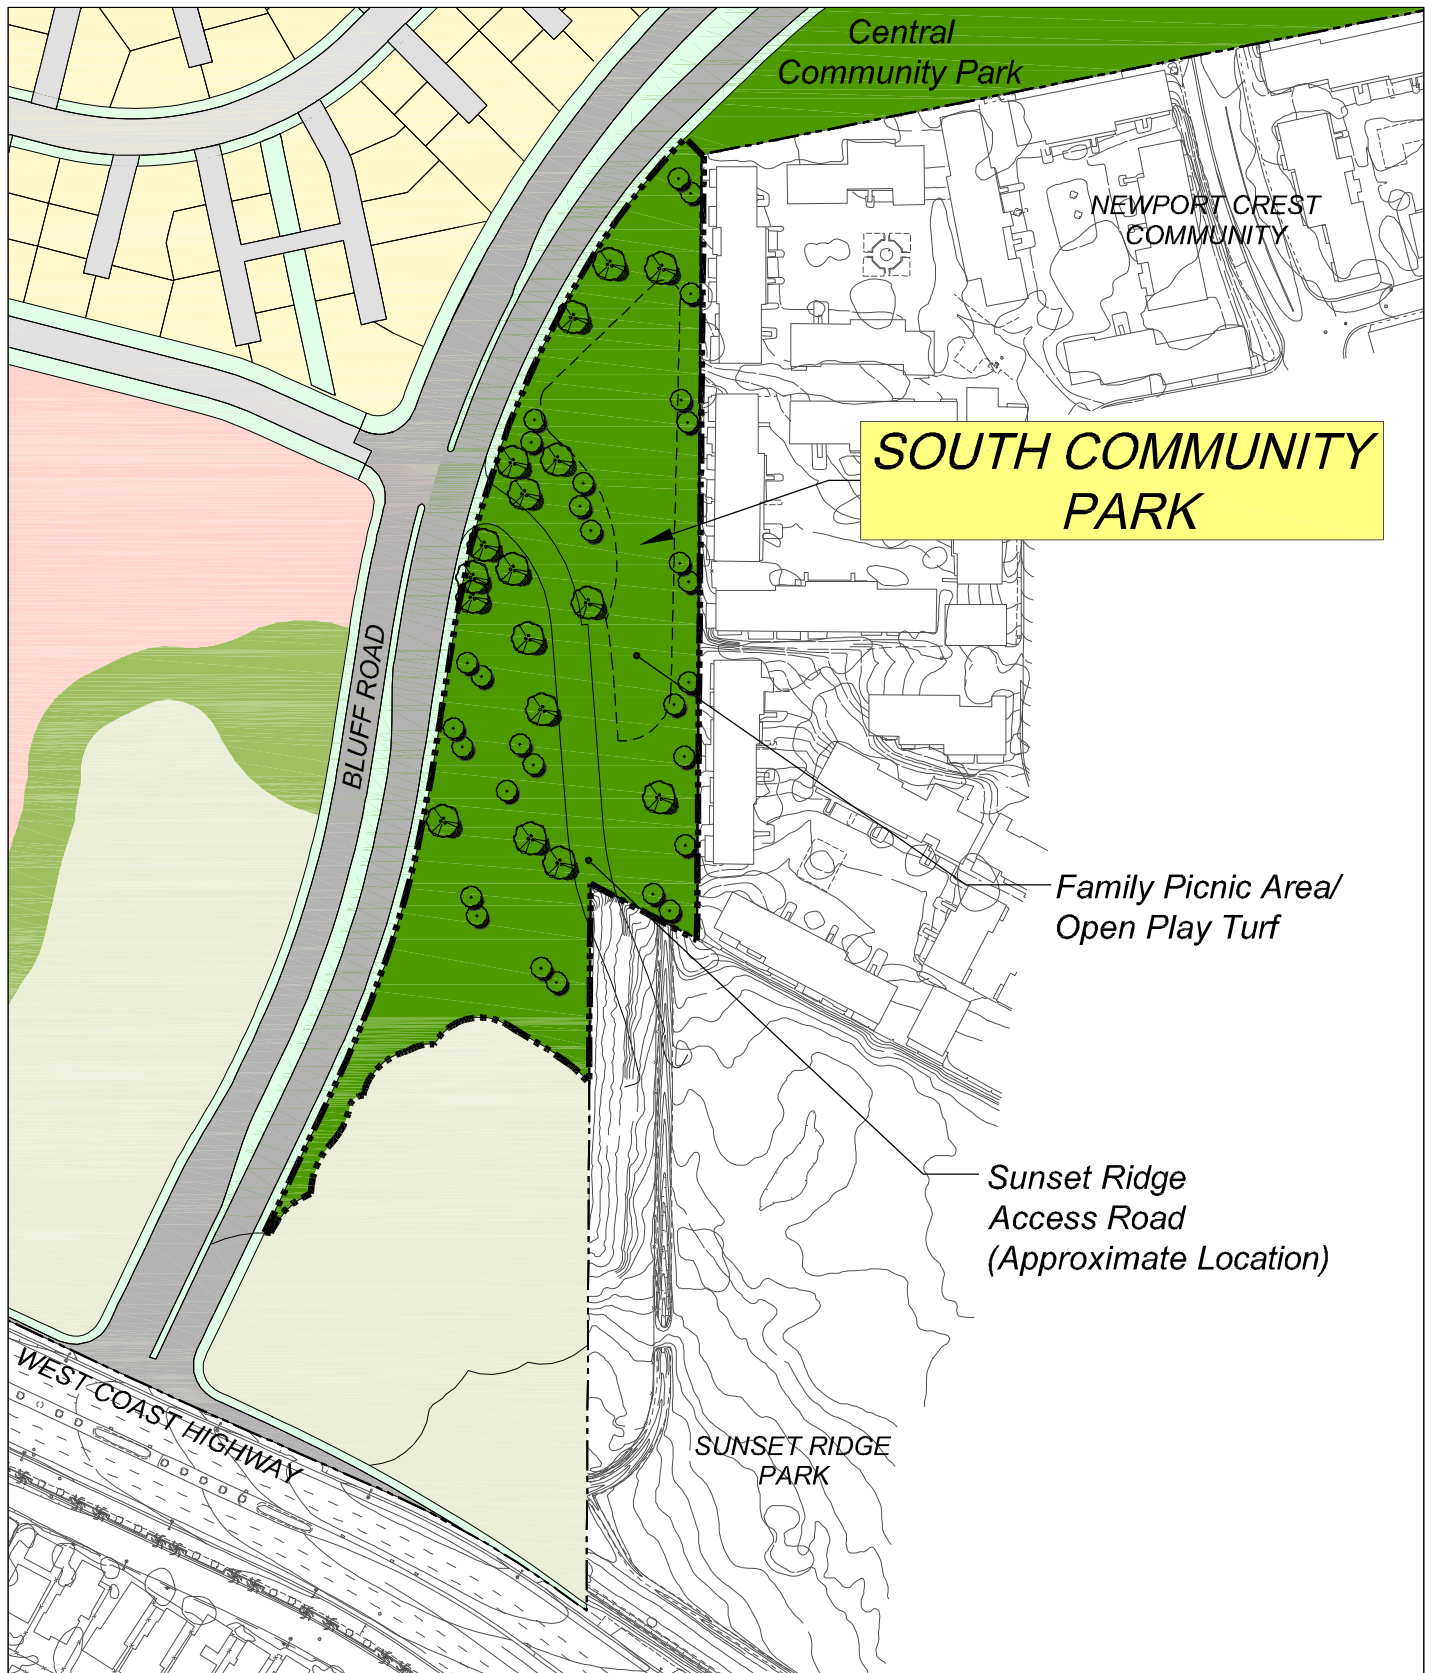 Central
Community Park
NEWPORT CREST
COMMUNITY
SOUTH COMMUNITY
PARK
BLUFF ROAD
Family Picnic Area/
Open Play Turf
Sunset Ridge
Access Road
(Approximate Location)
WEST COAST HIGHWAY
SUNSET RIDGE
PARK